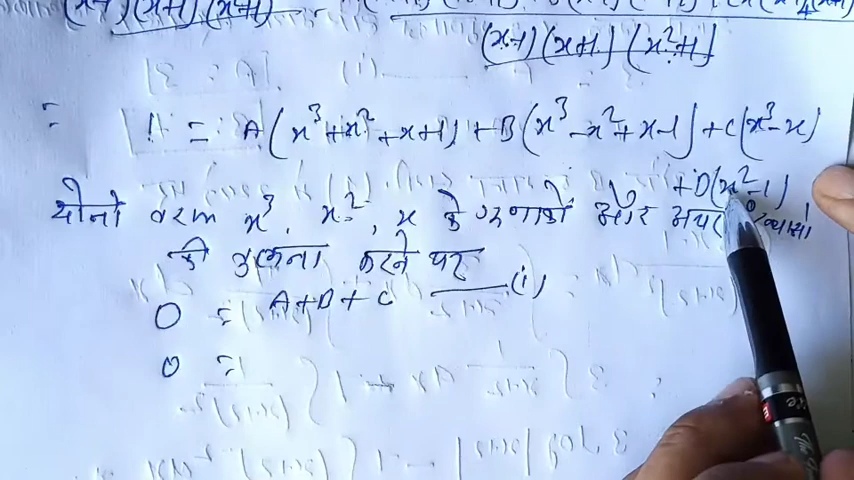 (x-1)(x+1)(x²+1)
= 1 = A(x³+x²+x+1)+B(x³-x²+x-1)+C(x³-x)
+D(x²-1)
दोनो x³, x², x के गुणाको और अचर
की तुलना करने पर
0 = A+B+C ——(i)
0 =